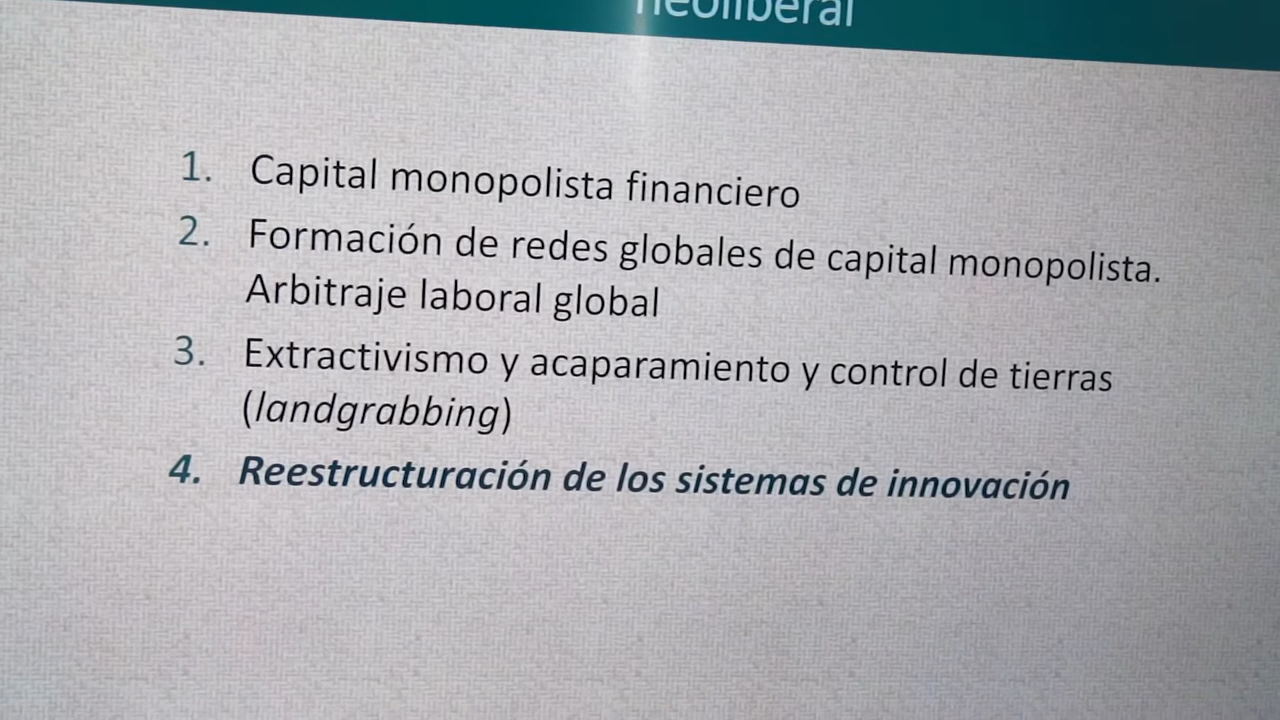 neoliberal
1. Capital monopolista financiero
2. Formación de redes globales de capital monopolista.
Arbitraje laboral global
3. Extractivismo y acaparamiento y control de tierras
(landgrabbing)
4. Reestructuración de los sistemas de innovación